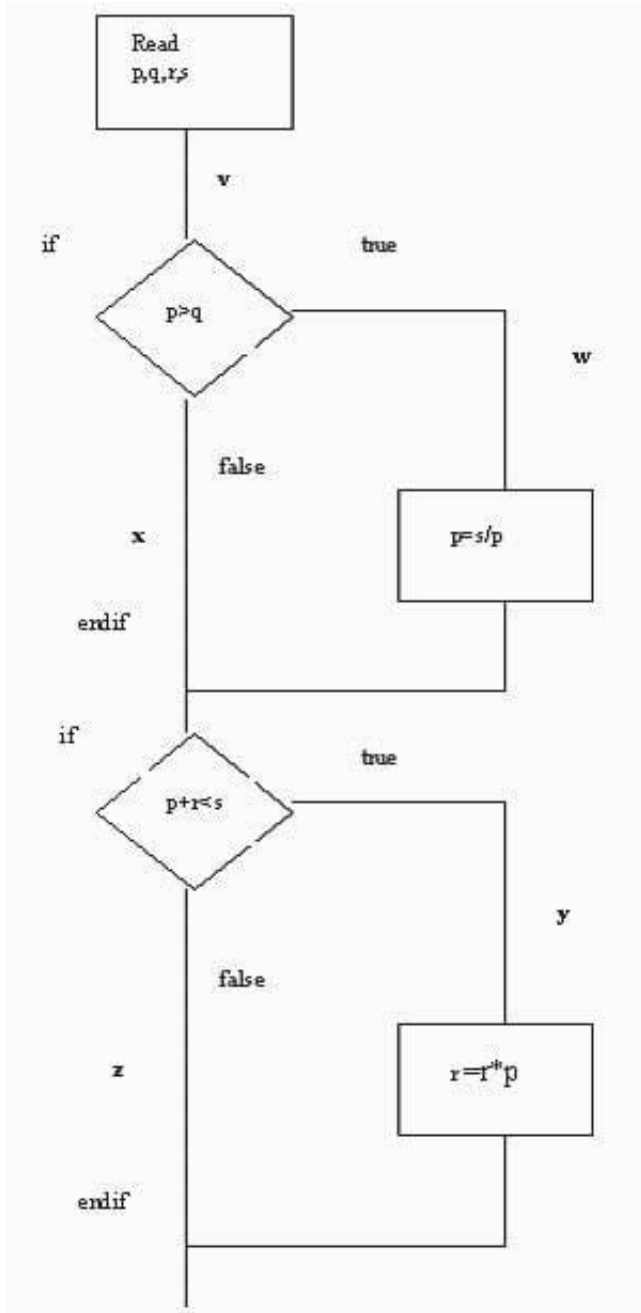 Read
p,q,r,s
v
if
true
p>q
w
false
x
p=s/p
endif
if
true
p+r<s
y
false
z
r=r*p
endif